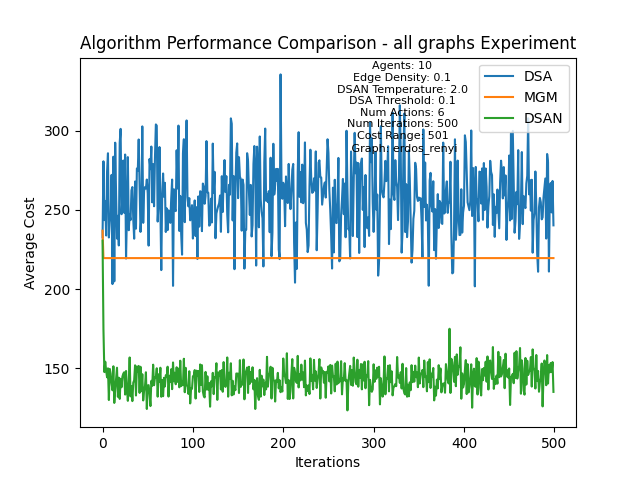 Algorithm Performance Comparison - all graphs Experiment
Agents: 10
Edge Density: 0.1
DSAN Temperature: 2.0
DSA Threshold: 0.1
Num Actions: 6
Num Iterations: 500
Cost Range: 501
Graph: erdos_renyi
DSA
MGM
DSAN
Average Cost
300
250
200
150
0
100
200
300
400
500
Iterations